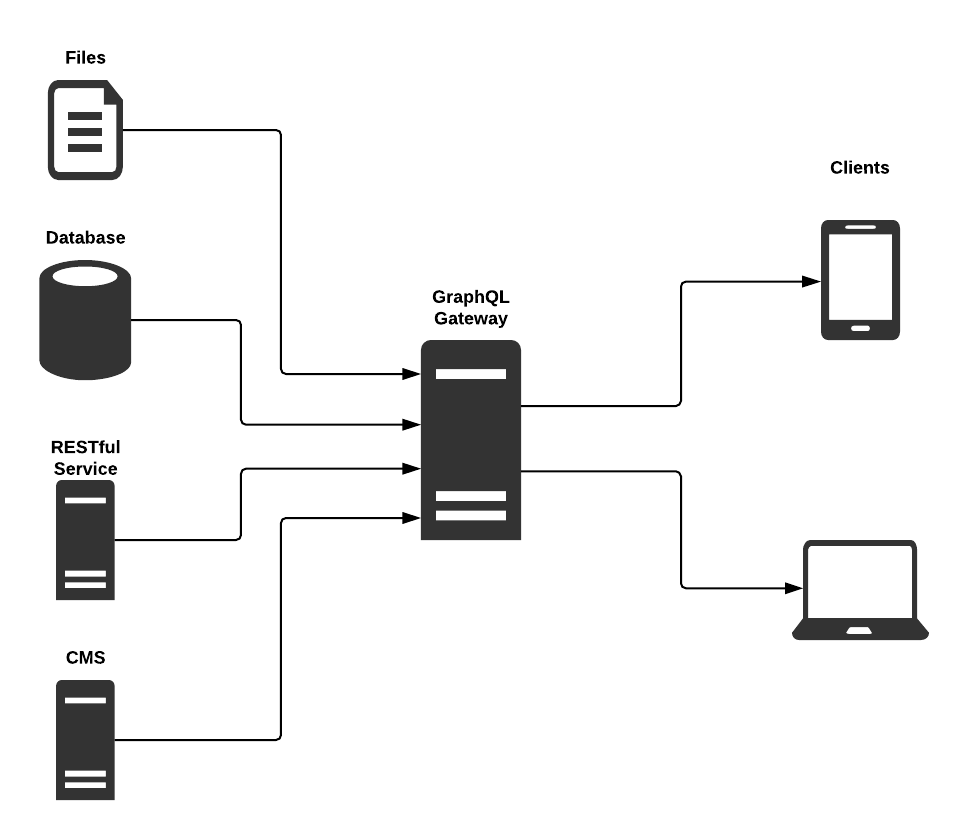 Files
Database
RESTful
Service
CMS
GraphQL
Gateway
Clients